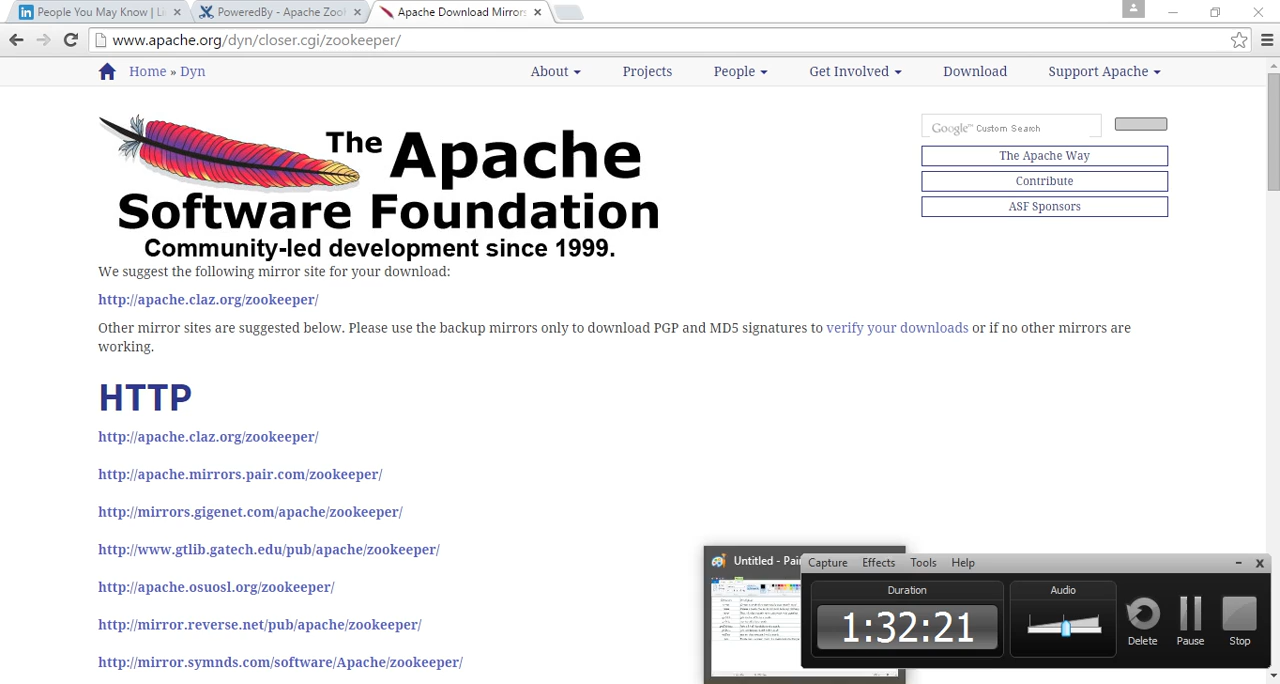 People You May Know | Li
PoweredBy - Apache Zoo
Apache Download Mirrors
www.apache.org/dyn/closer.cgi/zookeeper/
Home » Dyn
About
Projects
People
Get Involved
Download
Support Apache
The Apache
Software Foundation
Community-led development since 1999.
Google™ Custom Search
The Apache Way
Contribute
ASF Sponsors
We suggest the following mirror site for your download:
http://apache.claz.org/zookeeper/
Other mirror sites are suggested below. Please use the backup mirrors only to download PGP and MD5 signatures to verify your downloads or if no other mirrors are
working.
HTTP
http://apache.claz.org/zookeeper/
http://apache.mirrors.pair.com/zookeeper/
http://mirrors.gigenet.com/apache/zookeeper/
http://www.gtlib.gatech.edu/pub/apache/zookeeper/
http://apache.osuosl.org/zookeeper/
http://mirror.reverse.net/pub/apache/zookeeper/
http://mirror.symnds.com/software/Apache/zookeeper/
Untitled - Pai
Capture Effects Tools Help
Duration
1:32:21
Audio
Delete
Pause
Stop